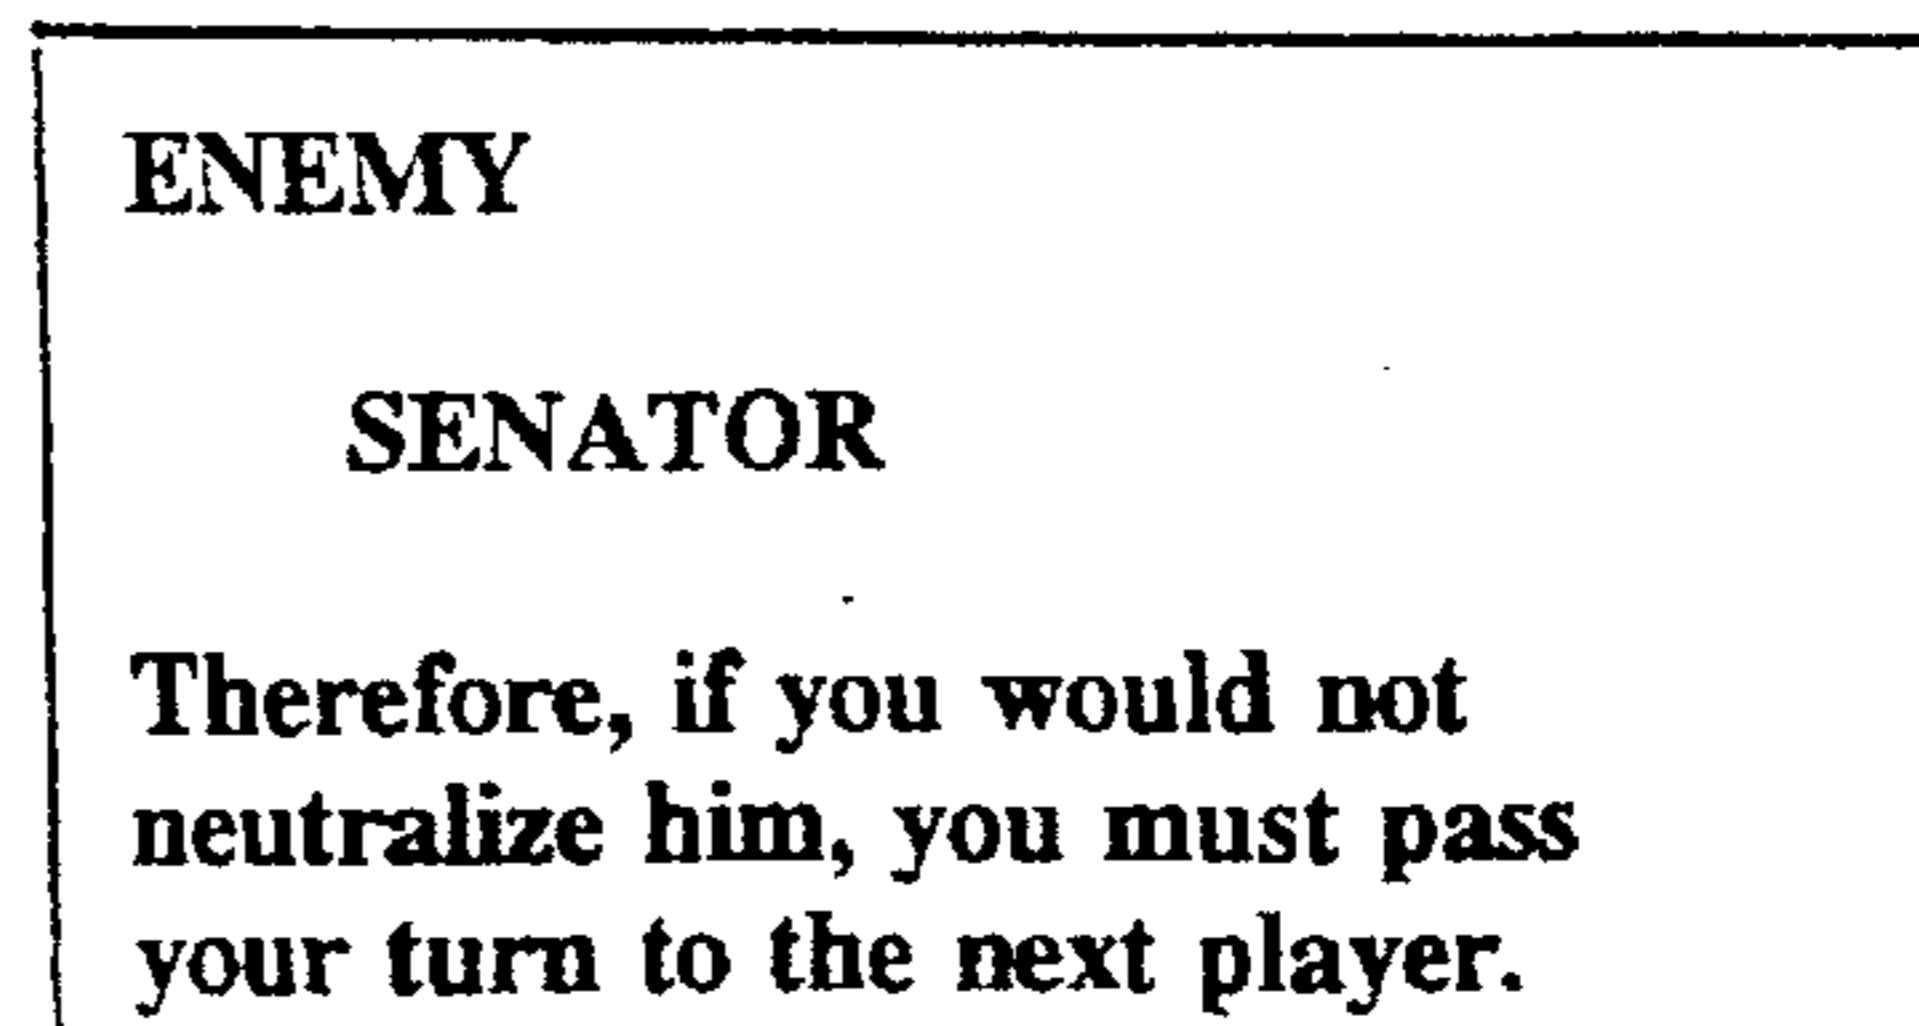 ENEMY
SENATOR
Therefore, if you would not
neutralize him, you must pass
your turn to the next player.